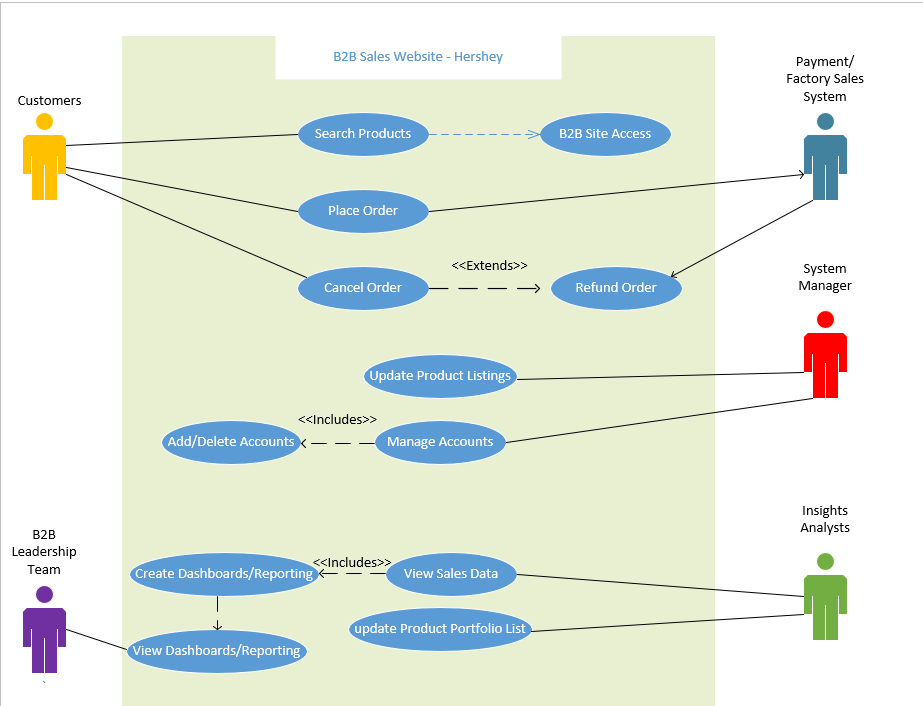 B2B Sales Website - Hershey
Payment/
Factory Sales
System
Customers
Search Products
B2B Site Access
Place Order
<<Extends>>
Cancel Order
Refund Order
System
Manager
Update Product Listings
<<Includes>>
Add/Delete Accounts
Manage Accounts
Insights
Analysts
B2B
Leadership
Team
<<Includes>>
Create Dashboards/Reporting
View Sales Data
update Product Portfolio List
View Dashboards/Reporting